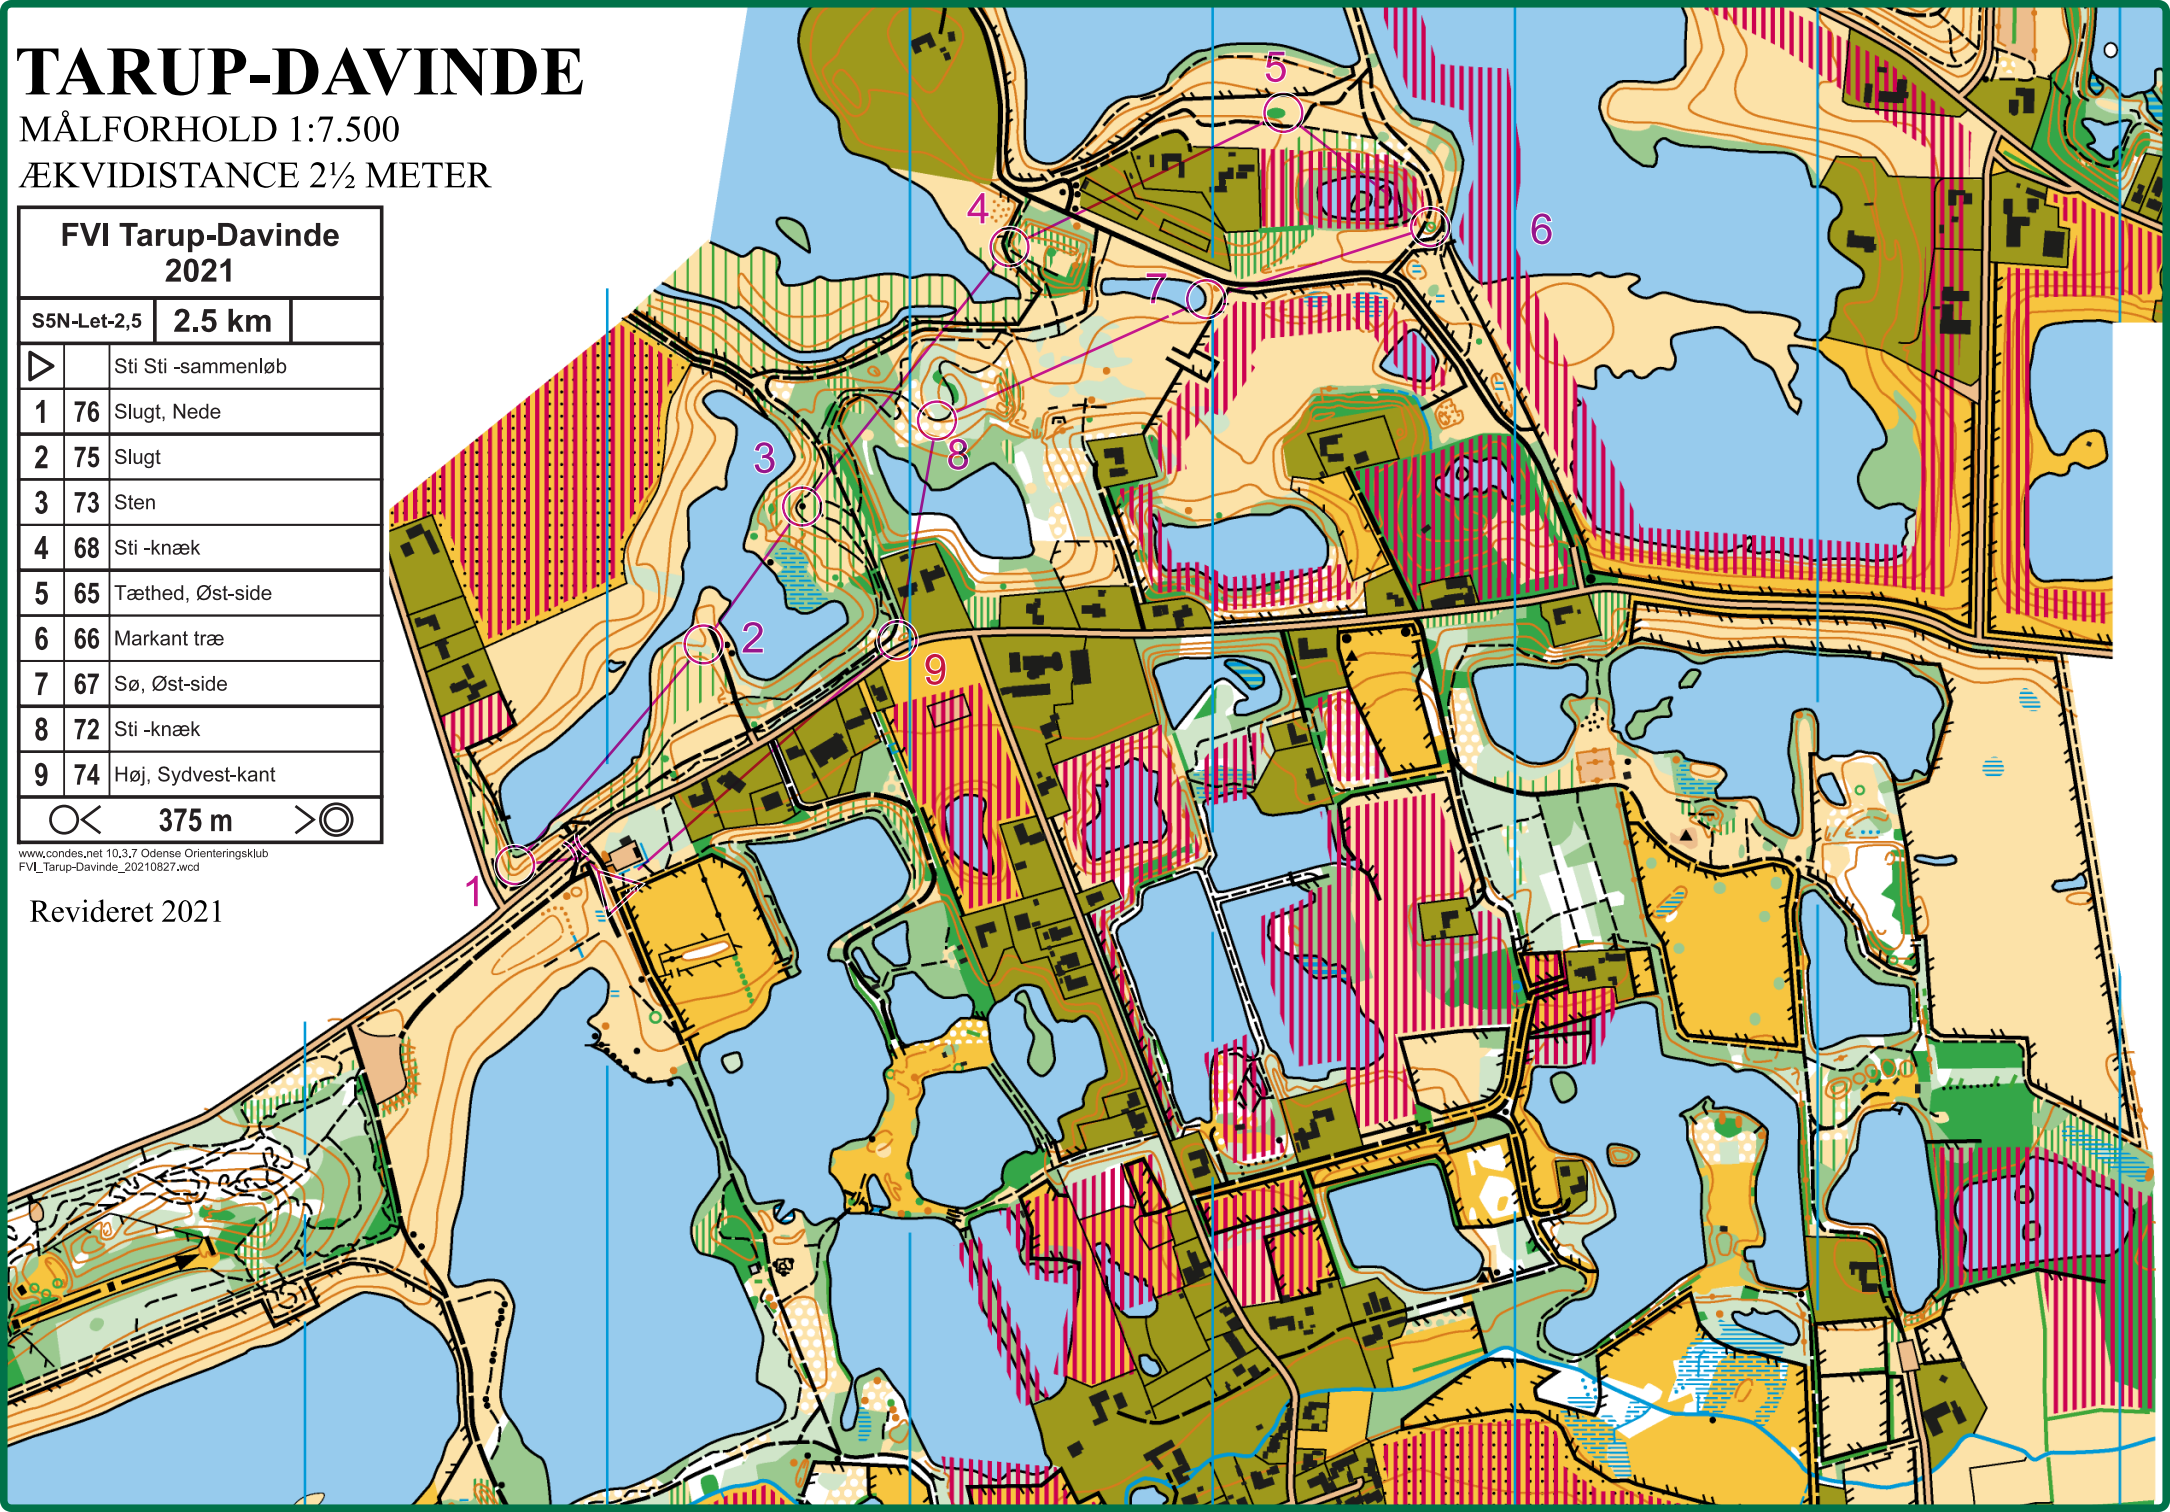 TARUP-DAVINDE
MÅLFORHOLD 1:7.500
ÆKVIDISTANCE 2½ METER
FVI Tarup-Davinde
2021
S5N-Let-2,5 2.5 km
Sti Sti -sammenløb
1 76 Slugt, Nede
2 75 Slugt
3 73 Sten
4 68 Sti -knæk
5 65 Tæthed, Øst-side
6 66 Markant træ
7 67 Sø, Øst-side
8 72 Sti -knæk
9 74 Høj, Sydvest-kant
375 m
www.condes.net 10.3.7 Odense Orienteringsklub
FVI_Tarup-Davinde_20210827.wcd
Revideret 2021
5
4
6
7
3
8
2
9
1